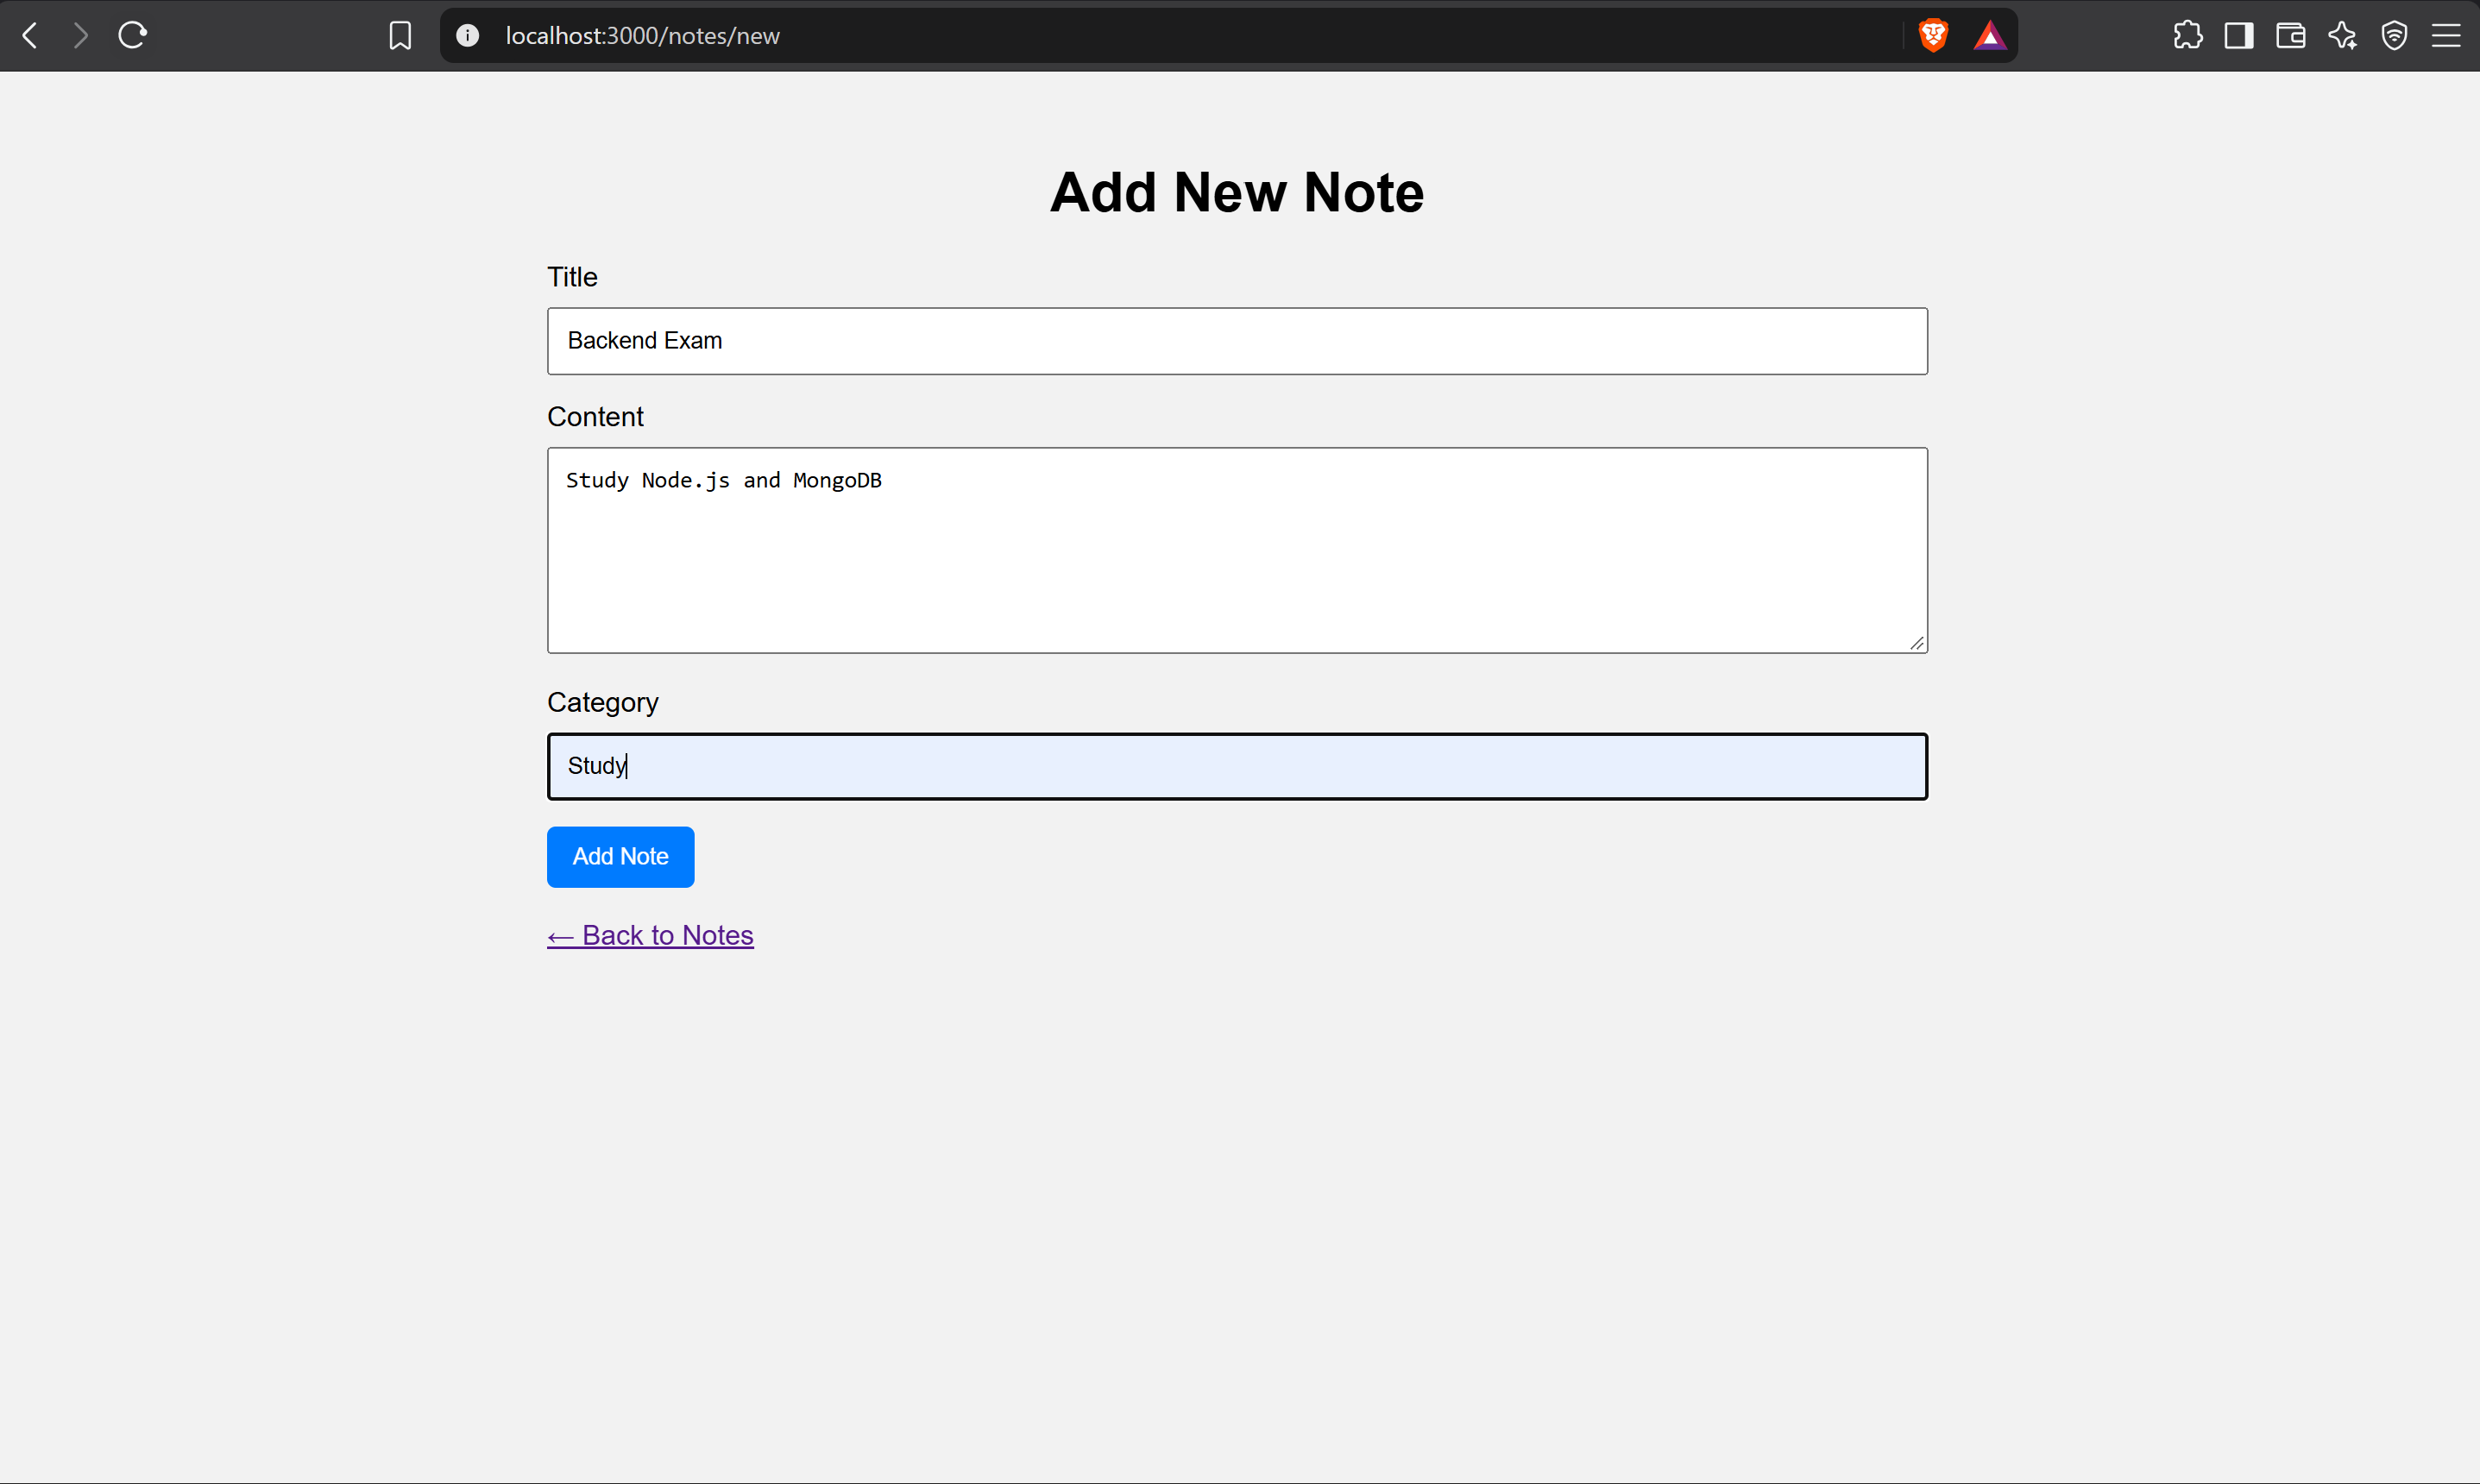 localhost:3000/notes/new
Add New Note
Title
Backend Exam
Content
Study Node.js and MongoDB
Category
Study
Add Note
← Back to Notes